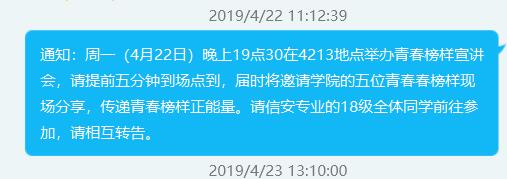 2019/4/22 11:12:39
通知：周一（4月22日）晚上19点30在4213地点举办青春榜样宣讲
会，请提前五分钟到场点到，届时将邀请学院的五位青春春榜样现
场分享，传递青春榜样正能量。请信安专业的18级全体同学前往参
加，请相互转告。
2019/4/23 13:10:00